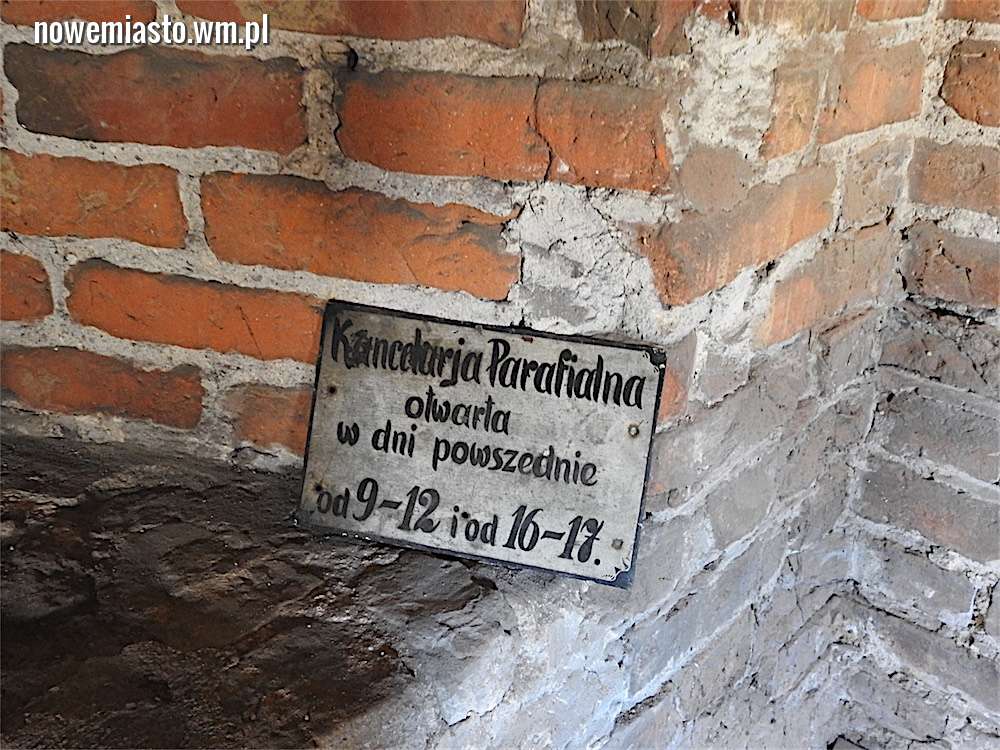 nowemiasto.wm.pl
Kancelarja Parafialna
otwarta
w dni powszednie
od 9-12 i od 16-17.